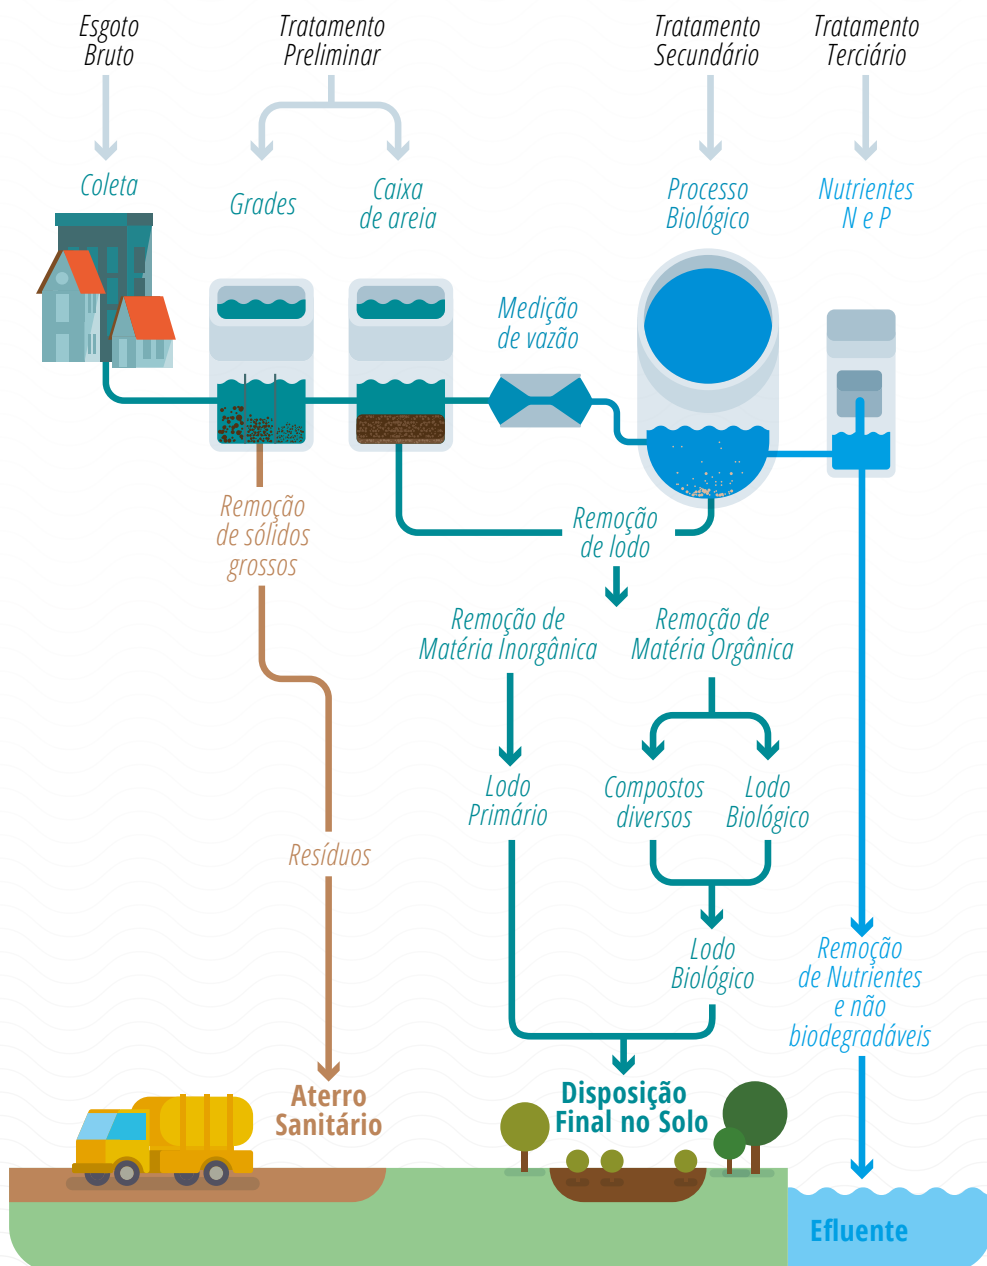 Esgoto
Bruto
Tratamento
Preliminar
Tratamento
Secundário
Tratamento
Terciário
Coleta
Grades
Caixa
de areia
Processo
Biológico
Nutrientes
N e P
Medição
de vazão
Remoção
de sólidos
grossos
Remoção
de lodo
Remoção de
Matéria Inorgânica
Remoção de
Matéria Orgânica
Lodo
Primário
Compostos
diversos
Lodo
Biológico
Resíduos
Lodo
Biológico
Remoção
de Nutrientes
e não
biodegradáveis
Aterro
Sanitário
Disposição
Final no Solo
Efluente